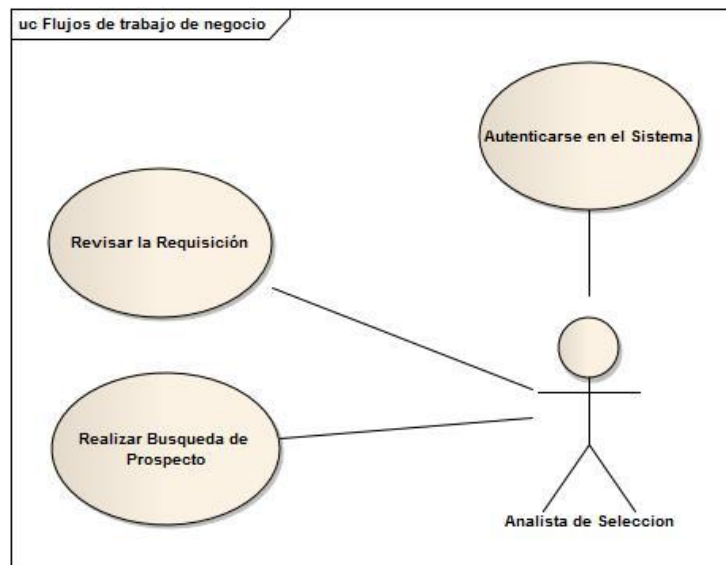 uc Flujos de trabajo de negocio
Autenticarse en el Sistema
Revisar la Requisición
Realizar Busqueda de
Prospecto
Analista de Seleccion